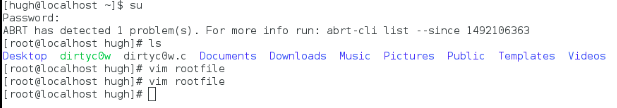 [hugh@localhost ~]$ su
Password:
ABRT has detected 1 problem(s). For more info run: abrt-cli list --since 1492106363
[root@localhost hugh]# ls
Desktop dirtyc0w dirtyc0w.c Documents Downloads Music Pictures Public Templates Videos
[root@localhost hugh]# vim rootfile
[root@localhost hugh]# vim rootfile
[root@localhost hugh]#